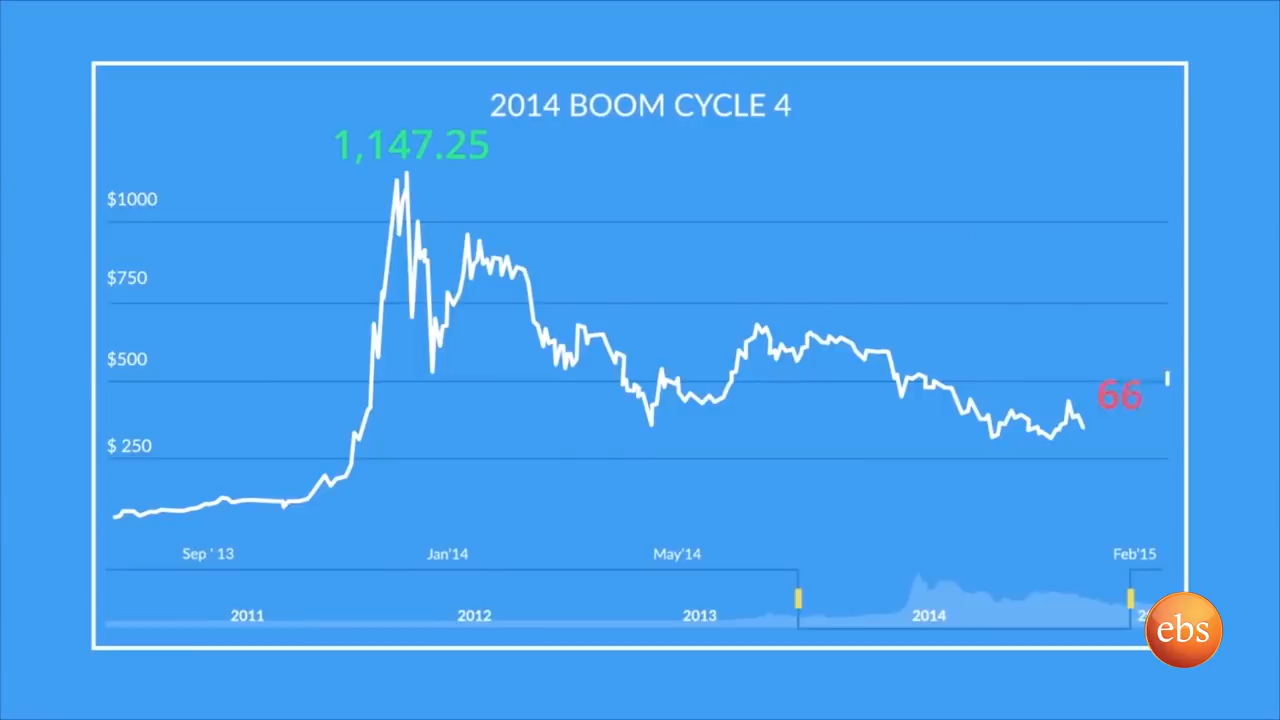 2014 BOOM CYCLE 4
1,147.25
$1000
$750
$500
66
$ 250
Sep ' 13
Jan'14
May'14
Feb'15
2011
2012
2013
2014
ebs